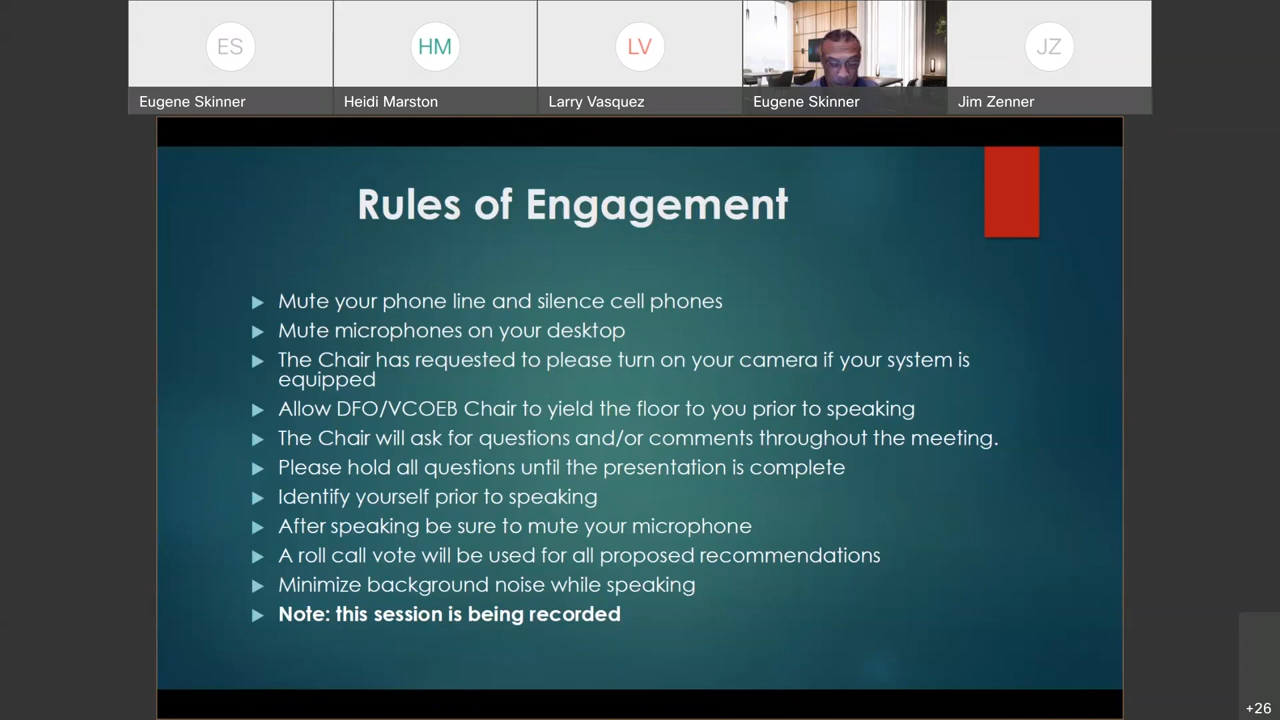 ES
HM
LV
JZ
Eugene Skinner
Heidi Marston
Larry Vasquez
Eugene Skinner
Jim Zenner
Rules of Engagement
Mute your phone line and silence cell phones
Mute microphones on your desktop
The Chair has requested to please turn on your camera if your system is
equipped
Allow DFO/VCOEB Chair to yield the floor to you prior to speaking
The Chair will ask for questions and/or comments throughout the meeting.
Please hold all questions until the presentation is complete
Identify yourself prior to speaking
After speaking be sure to mute your microphone
A roll call vote will be used for all proposed recommendations
Minimize background noise while speaking
Note: this session is being recorded
+26